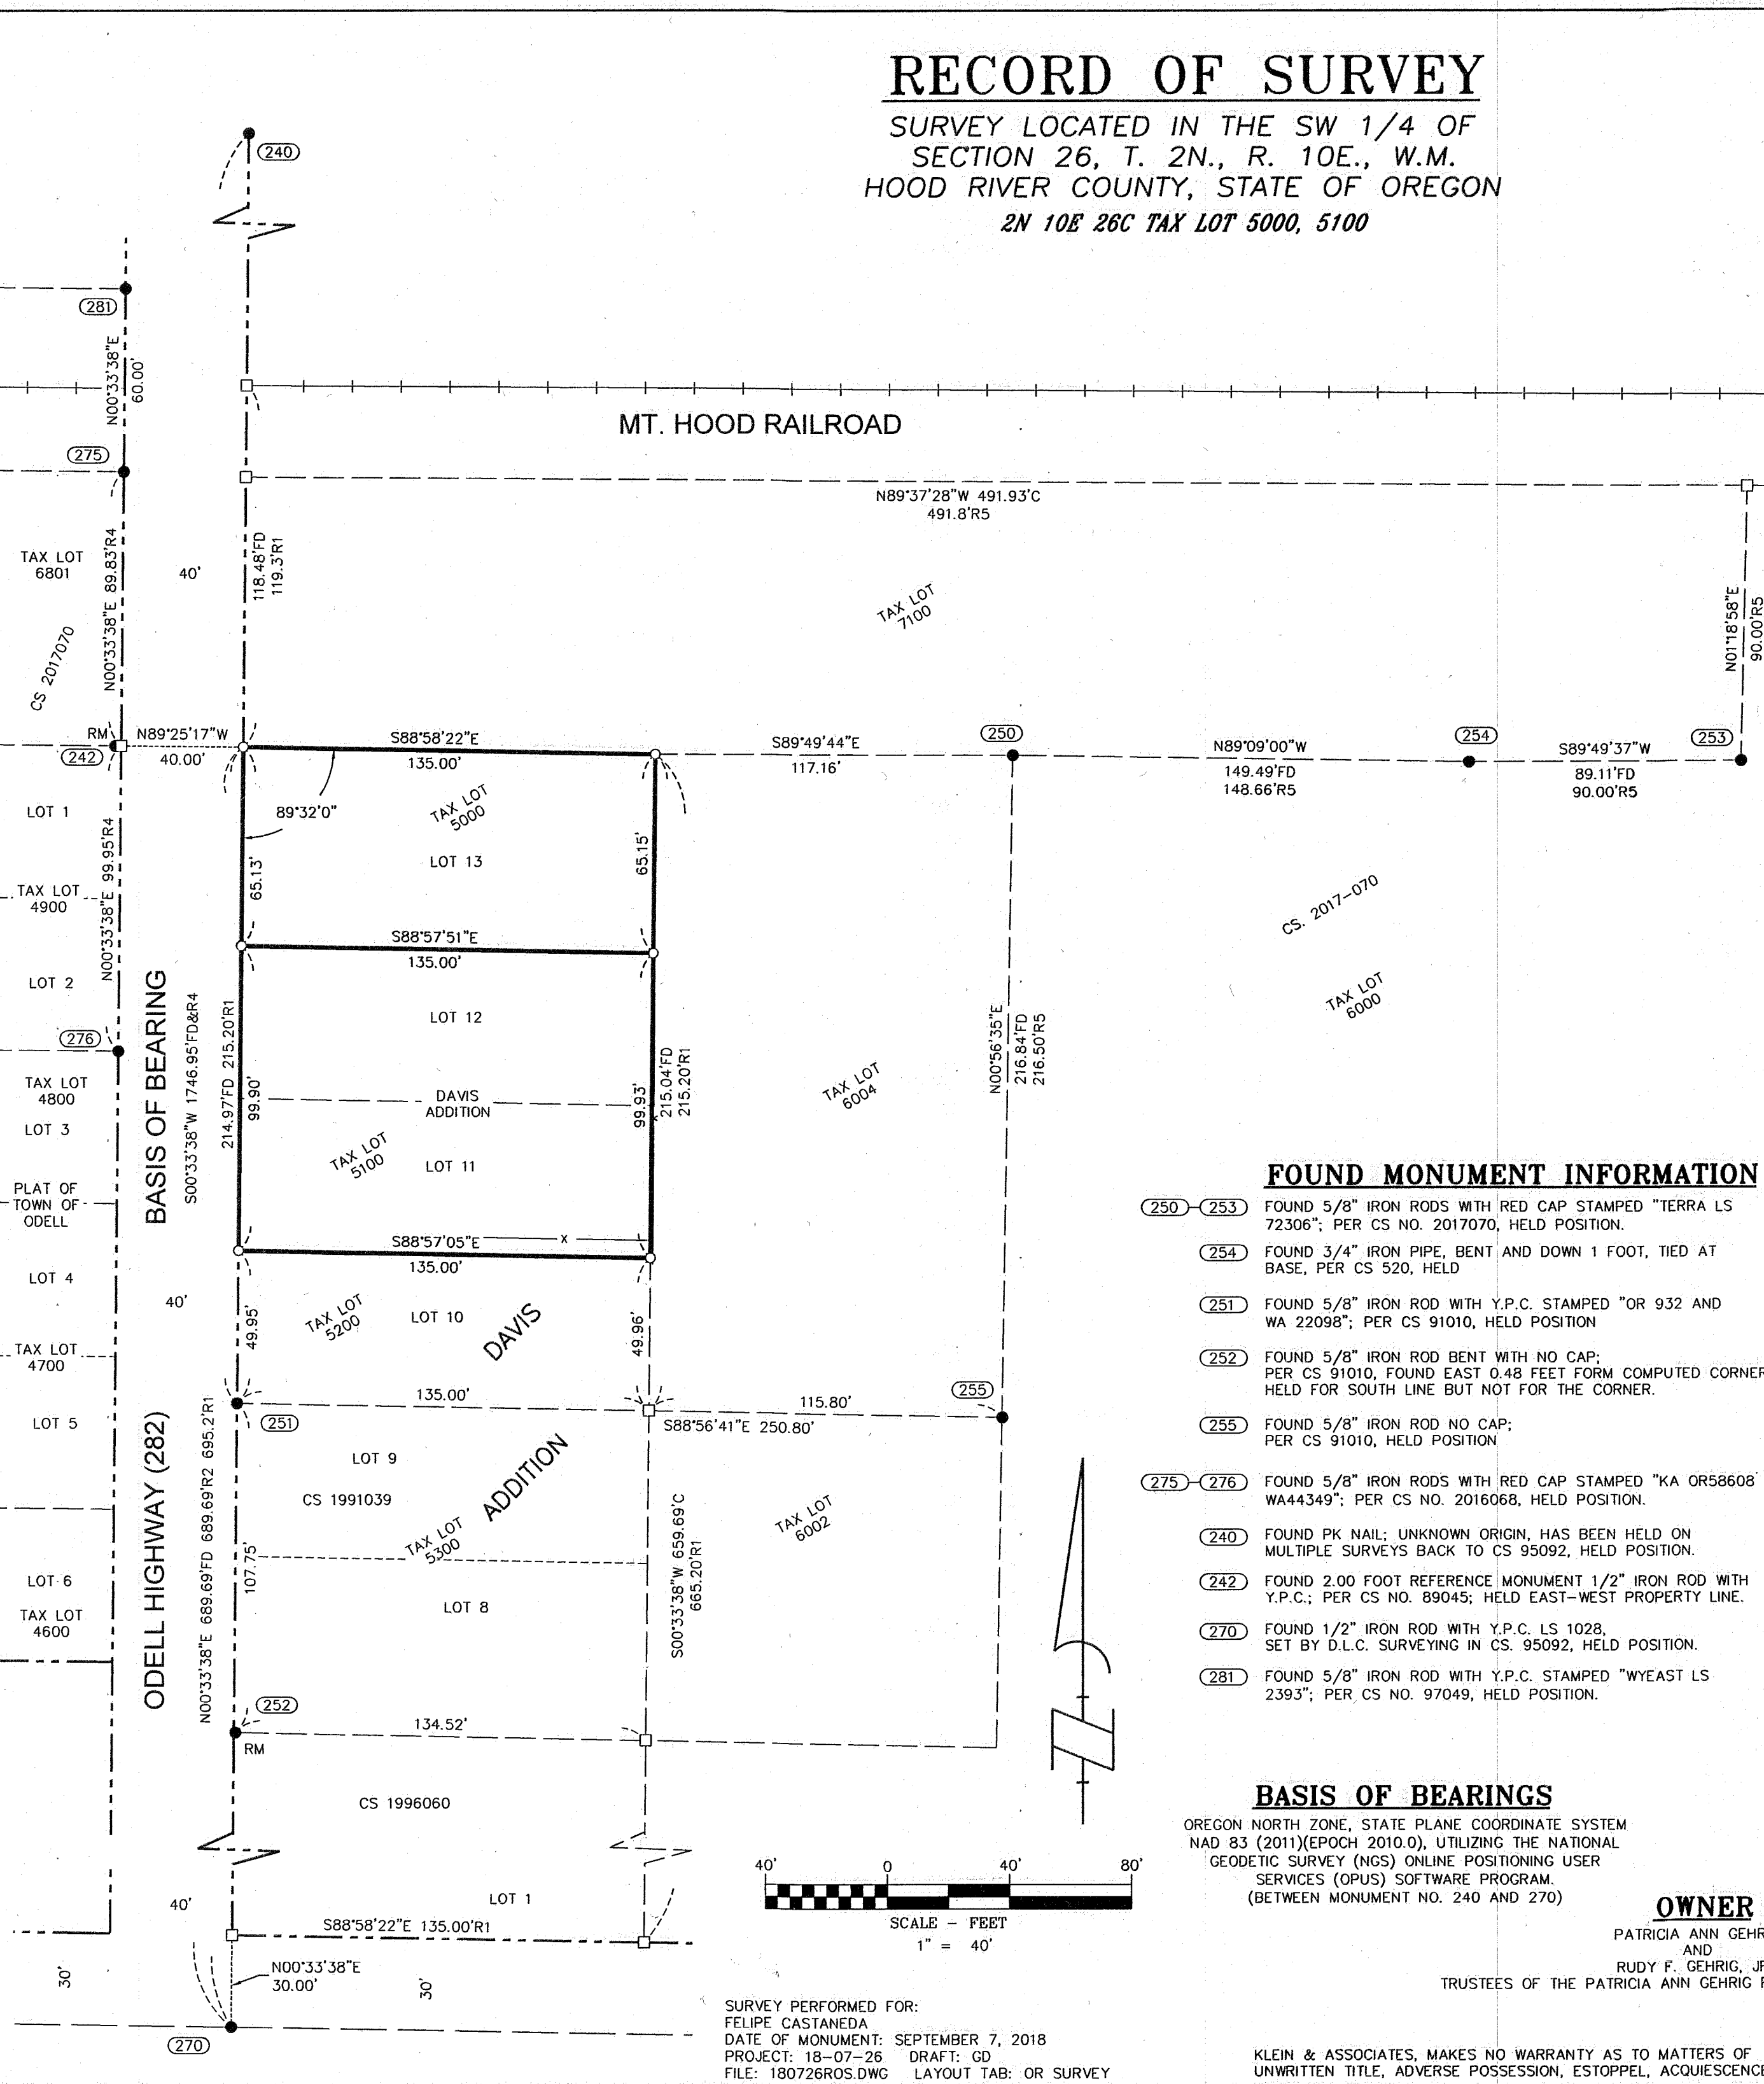 RECORD OF SURVEY
SURVEY LOCATED IN THE SW 1/4 OF
SECTION 26, T. 2N., R. 10E., W.M.
HOOD RIVER COUNTY, STATE OF OREGON
2N 10E 26C TAX LOT 5000, 5100
240
281
N00°33'38"E
60.00'
275
MT. HOOD RAILROAD
N89°37'28"W 491.93'C
491.8'R5
TAX LOT
6801
N00°33'38"E 89.83'R4
40'
118.48'FD
119.3'R1
TAX LOT
7100
N01°18'58"E
90.00'R5
CS 2017070
RM
242
N89°25'17"W
40.00'
S88°58'22"E
135.00'
S89°49'44"E
117.16'
250
N89°09'00"W
149.49'FD
148.66'R5
254
S89°49'37"W
89.11'FD
90.00'R5
253
LOT 1
89°32'0"
TAX LOT
5000
LOT 13
65.13'
65.15'
N00°33'38"E 99.95'R4
TAX LOT
4900
CS. 2017-070
S88°57'51"E
135.00'
LOT 2
TAX LOT
6000
LOT 12
276
BASIS OF BEARING
S00°33'38"W 1746.95'FD&R4
214.97'FD 215.20'R1
99.90'
N00°56'35"E
216.84'FD
216.50'R5
TAX LOT
4800
DAVIS
ADDITION
99.93'
215.04'FD
215.20'R1
TAX LOT
6004
LOT 3
TAX LOT
5100
LOT 11
PLAT OF
TOWN OF
ODELL
S88°57'05"E
x
135.00'
LOT 4
40'
TAX LOT
5200
LOT 10
DAVIS
49.95'
49.96'
TAX LOT
4700
135.00'
115.80'
255
251
S88°56'41"E 250.80'
LOT 5
ODELL HIGHWAY (282)
N00°33'38"E 689.69'FD 689.69'R2 695.2'R1
LOT 9
CS 1991039
ADDITION
TAX LOT
5300
107.75'
S00°33'38"W 659.69'C
665.20'R1
TAX LOT
6002
LOT 6
TAX LOT
4600
LOT 8
252
RM
134.52'
CS 1996060
40'
LOT 1
S88°58'22"E 135.00'R1
30'
N00°33'38"E
30.00'
30'
270
FOUND MONUMENT INFORMATION
250 253 FOUND 5/8" IRON RODS WITH RED CAP STAMPED "TERRA LS
72306"; PER CS NO. 2017070, HELD POSITION.
254 FOUND 3/4" IRON PIPE, BENT AND DOWN 1 FOOT, TIED AT
BASE, PER CS 520, HELD
251 FOUND 5/8" IRON ROD WITH Y.P.C. STAMPED "OR 932 AND
WA 22098"; PER CS 91010, HELD POSITION
252 FOUND 5/8" IRON ROD BENT WITH NO CAP;
PER CS 91010, FOUND EAST 0.48 FEET FORM COMPUTED CORNER
HELD FOR SOUTH LINE BUT NOT FOR THE CORNER.
255 FOUND 5/8" IRON ROD NO CAP;
PER CS 91010, HELD POSITION
275 276 FOUND 5/8" IRON RODS WITH RED CAP STAMPED "KA OR58608
WA44349"; PER CS NO. 2016068, HELD POSITION.
240 FOUND PK NAIL; UNKNOWN ORIGIN, HAS BEEN HELD ON
MULTIPLE SURVEYS BACK TO CS 95092, HELD POSITION.
242 FOUND 2.00 FOOT REFERENCE MONUMENT 1/2" IRON ROD WITH
Y.P.C.; PER CS NO. 89045; HELD EAST-WEST PROPERTY LINE.
270 FOUND 1/2" IRON ROD WITH Y.P.C. LS 1028,
SET BY D.L.C. SURVEYING IN CS. 95092, HELD POSITION.
281 FOUND 5/8" IRON ROD WITH Y.P.C. STAMPED "WYEAST LS
2393"; PER CS NO. 97049, HELD POSITION.
BASIS OF BEARINGS
OREGON NORTH ZONE, STATE PLANE COORDINATE SYSTEM
NAD 83 (2011)(EPOCH 2010.0), UTILIZING THE NATIONAL
GEODETIC SURVEY (NGS) ONLINE POSITIONING USER
SERVICES (OPUS) SOFTWARE PROGRAM.
(BETWEEN MONUMENT NO. 240 AND 270)
40' 0 40' 80'
SCALE - FEET
1" = 40'
OWNER
PATRICIA ANN GEHR
AND
RUDY F. GEHRIG, JR
TRUSTEES OF THE PATRICIA ANN GEHRIG
SURVEY PERFORMED FOR:
FELIPE CASTANEDA
DATE OF MONUMENT: SEPTEMBER 7, 2018
PROJECT: 18-07-26 DRAFT: GD
FILE: 180726ROS.DWG LAYOUT TAB: OR SURVEY
KLEIN & ASSOCIATES, MAKES NO WARRANTY AS TO MATTERS OF
UNWRITTEN TITLE, ADVERSE POSSESSION, ESTOPPEL, ACQUIESCENCE